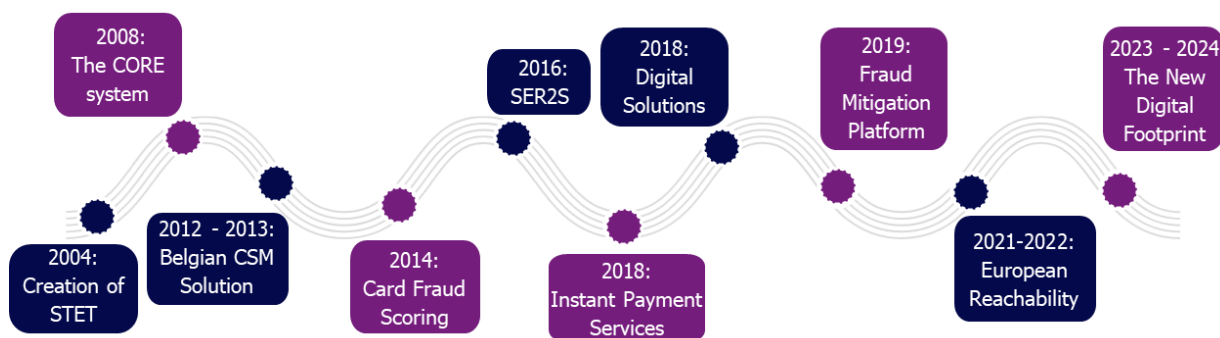 2004:
Creation of
STET
2008:
The CORE
system
2012 - 2013:
Belgian CSM
Solution
2014:
Card Fraud
Scoring
2016:
SER2S
2018:
Instant Payment
Services
2018:
Digital
Solutions
2019:
Fraud
Mitigation
Platform
2021-2022:
European
Reachability
2023 - 2024
The New
Digital
Footprint